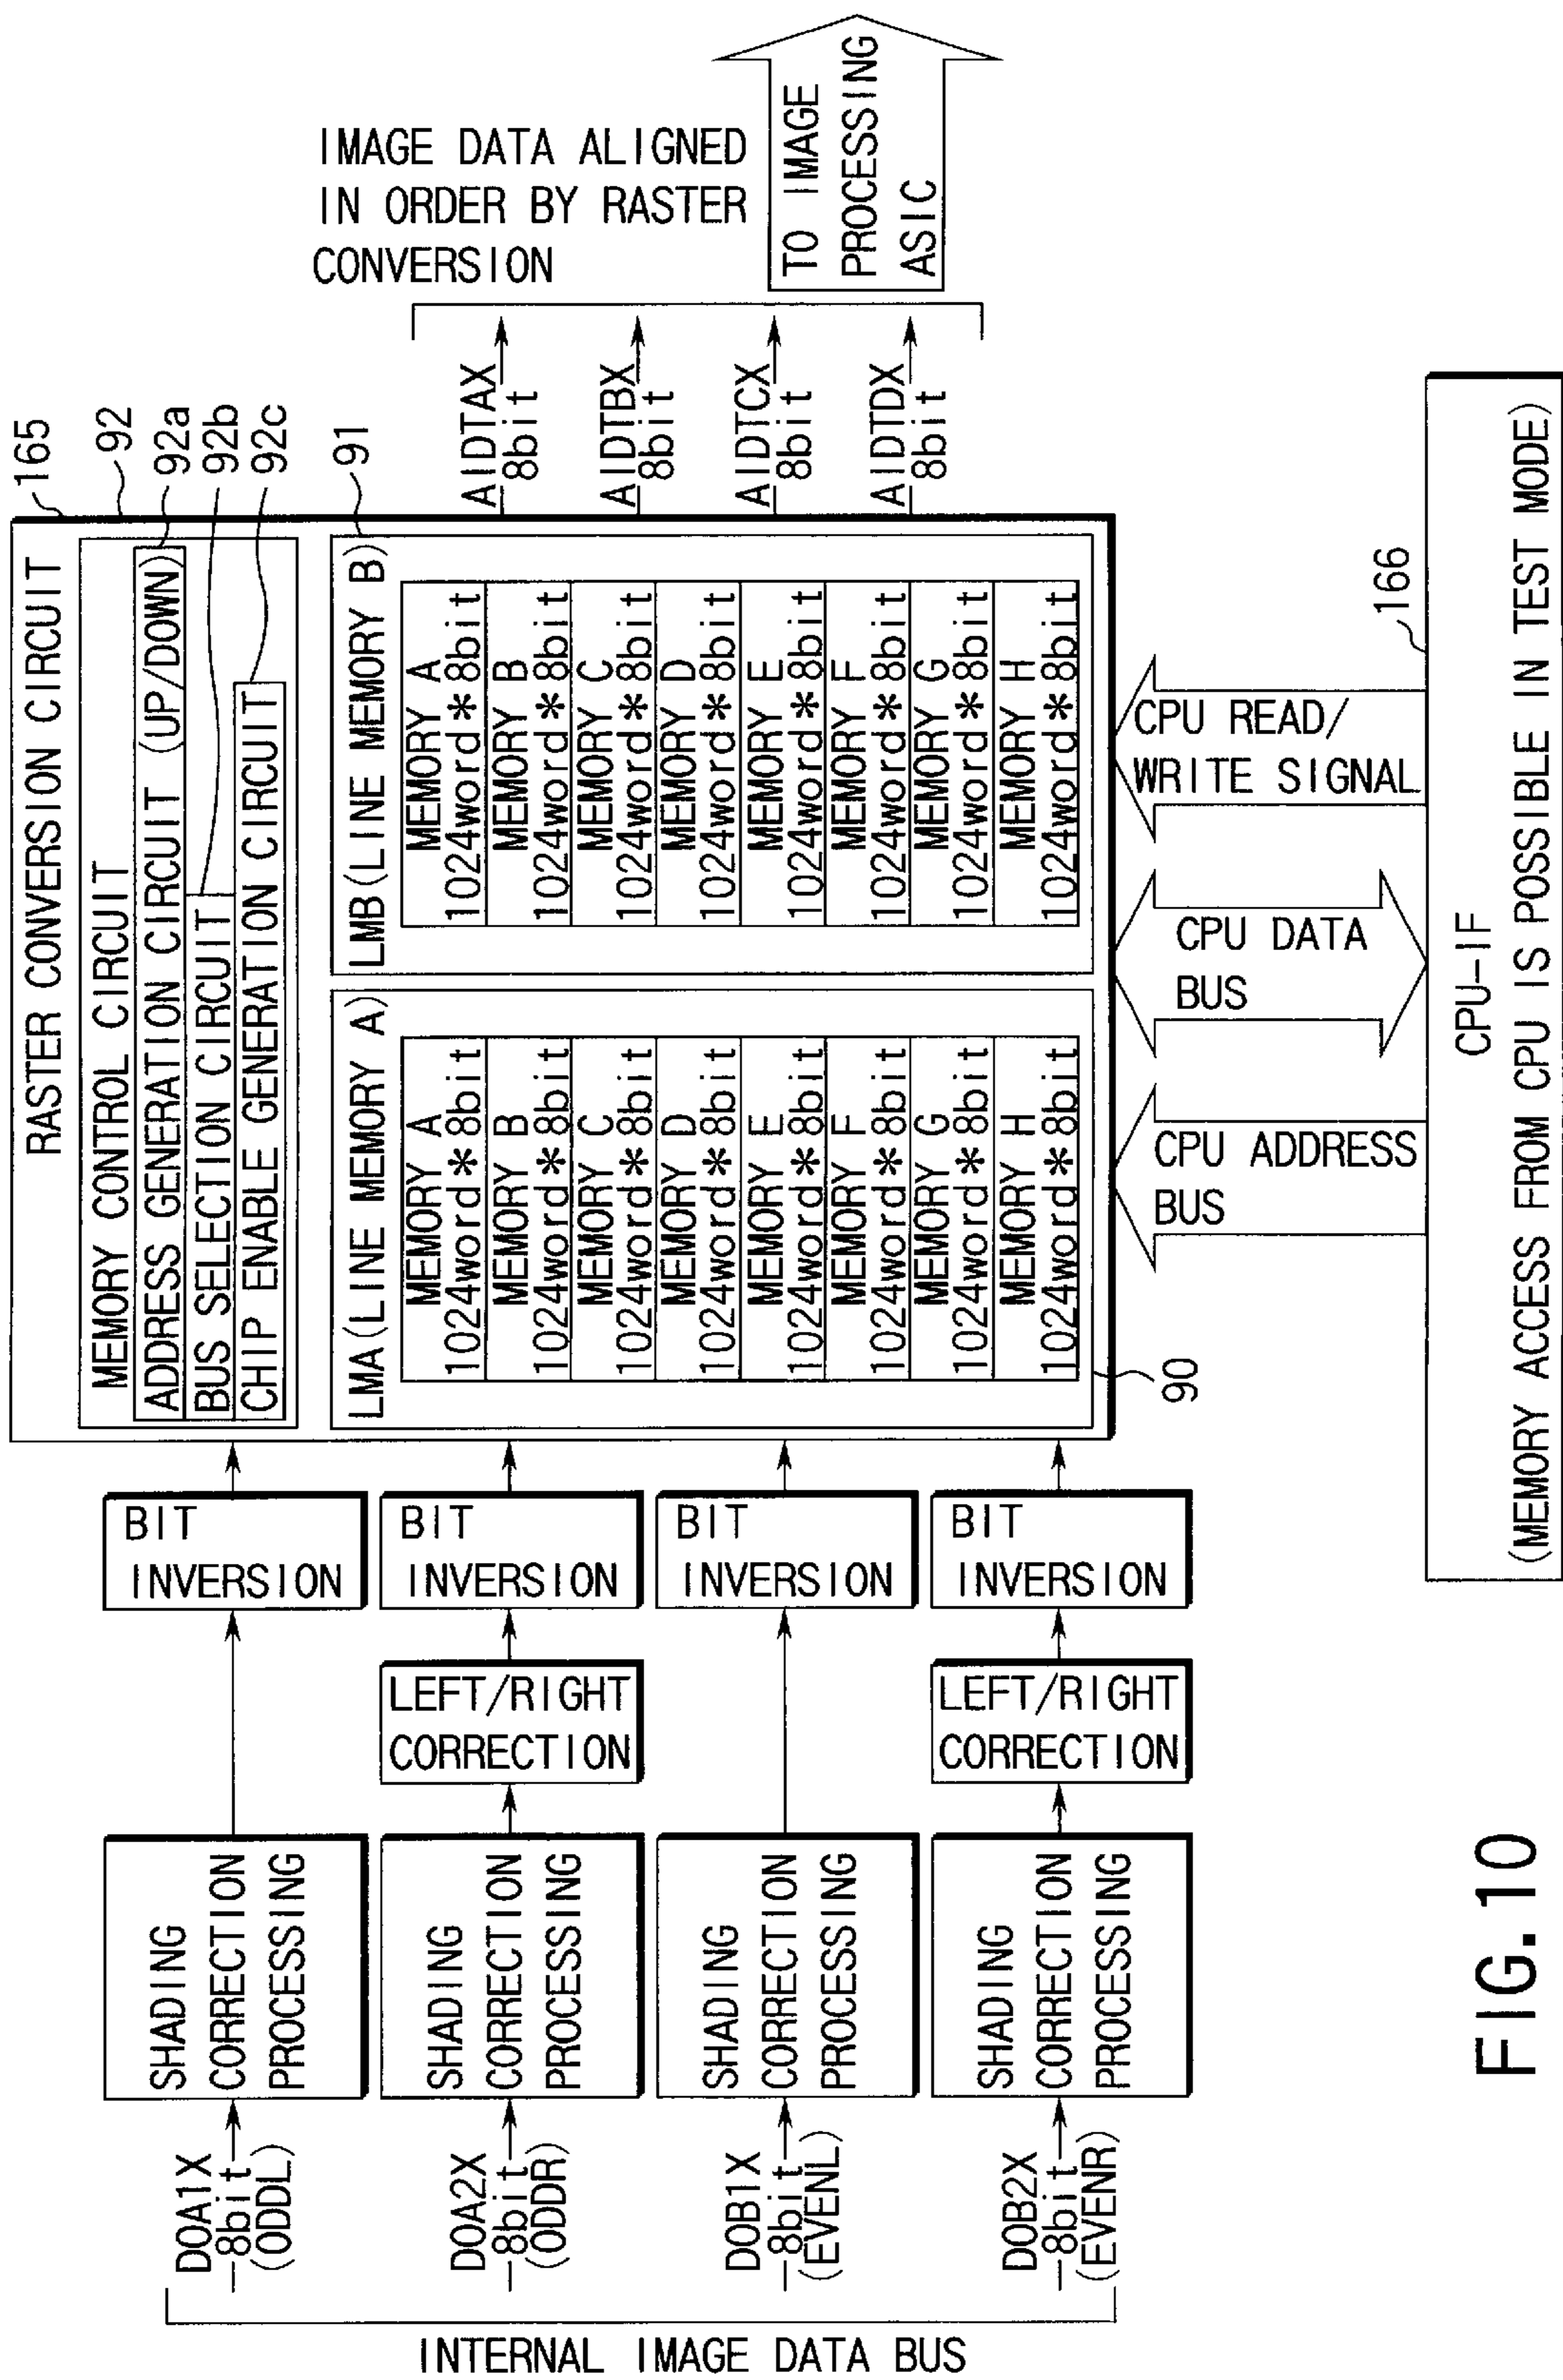 INTERNAL IMAGE DATA BUS
DOA1X
8bit
(ODDL)
SHADING
CORRECTION
PROCESSING
BIT
INVERSION
DOA2X
8bit
(ODDR)
SHADING
CORRECTION
PROCESSING
LEFT/RIGHT
CORRECTION
BIT
INVERSION
DOB1X
8bit
(EVENL)
SHADING
CORRECTION
PROCESSING
BIT
INVERSION
DOB2X
8bit
(EVENR)
SHADING
CORRECTION
PROCESSING
LEFT/RIGHT
CORRECTION
BIT
INVERSION
RASTER CONVERSION CIRCUIT
165
MEMORY CONTROL CIRCUIT
92
ADDRESS GENERATION CIRCUIT (UP/DOWN)
92a
BUS SELECTION CIRCUIT
92b
CHIP ENABLE GENERATION CIRCUIT
92c
LMA(LINE MEMORY A)
MEMORY A
1024word*8bit
MEMORY B
1024word*8bit
MEMORY C
1024word*8bit
MEMORY D
1024word*8bit
MEMORY E
1024word*8bit
MEMORY F
1024word*8bit
MEMORY G
1024word*8bit
MEMORY H
1024word*8bit
90
LMB(LINE MEMORY B)
91
MEMORY A
1024word*8bit
MEMORY B
1024word*8bit
MEMORY C
1024word*8bit
MEMORY D
1024word*8bit
MEMORY E
1024word*8bit
MEMORY F
1024word*8bit
MEMORY G
1024word*8bit
MEMORY H
1024word*8bit
AIDTAX
8bit
AIDTBX
8bit
AIDTCX
8bit
AIDTDX
8bit
IMAGE DATA ALIGNED
IN ORDER BY RASTER
CONVERSION
TO IMAGE
PROCESSING
ASIC
CPU ADDRESS
BUS
CPU DATA
BUS
CPU READ/
WRITE SIGNAL
166
CPU-IF
(MEMORY ACCESS FROM CPU IS POSSIBLE IN TEST MODE)
FIG.10